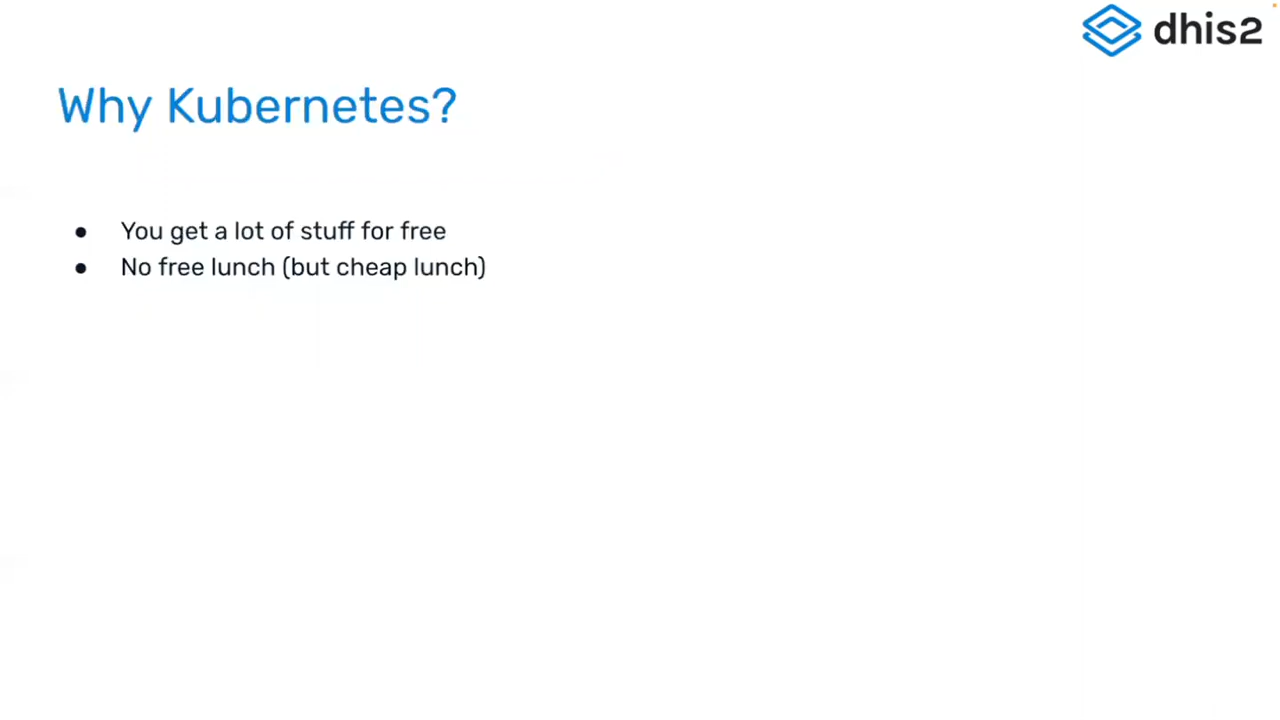 dhis2
Why Kubernetes?
● You get a lot of stuff for free
● No free lunch (but cheap lunch)